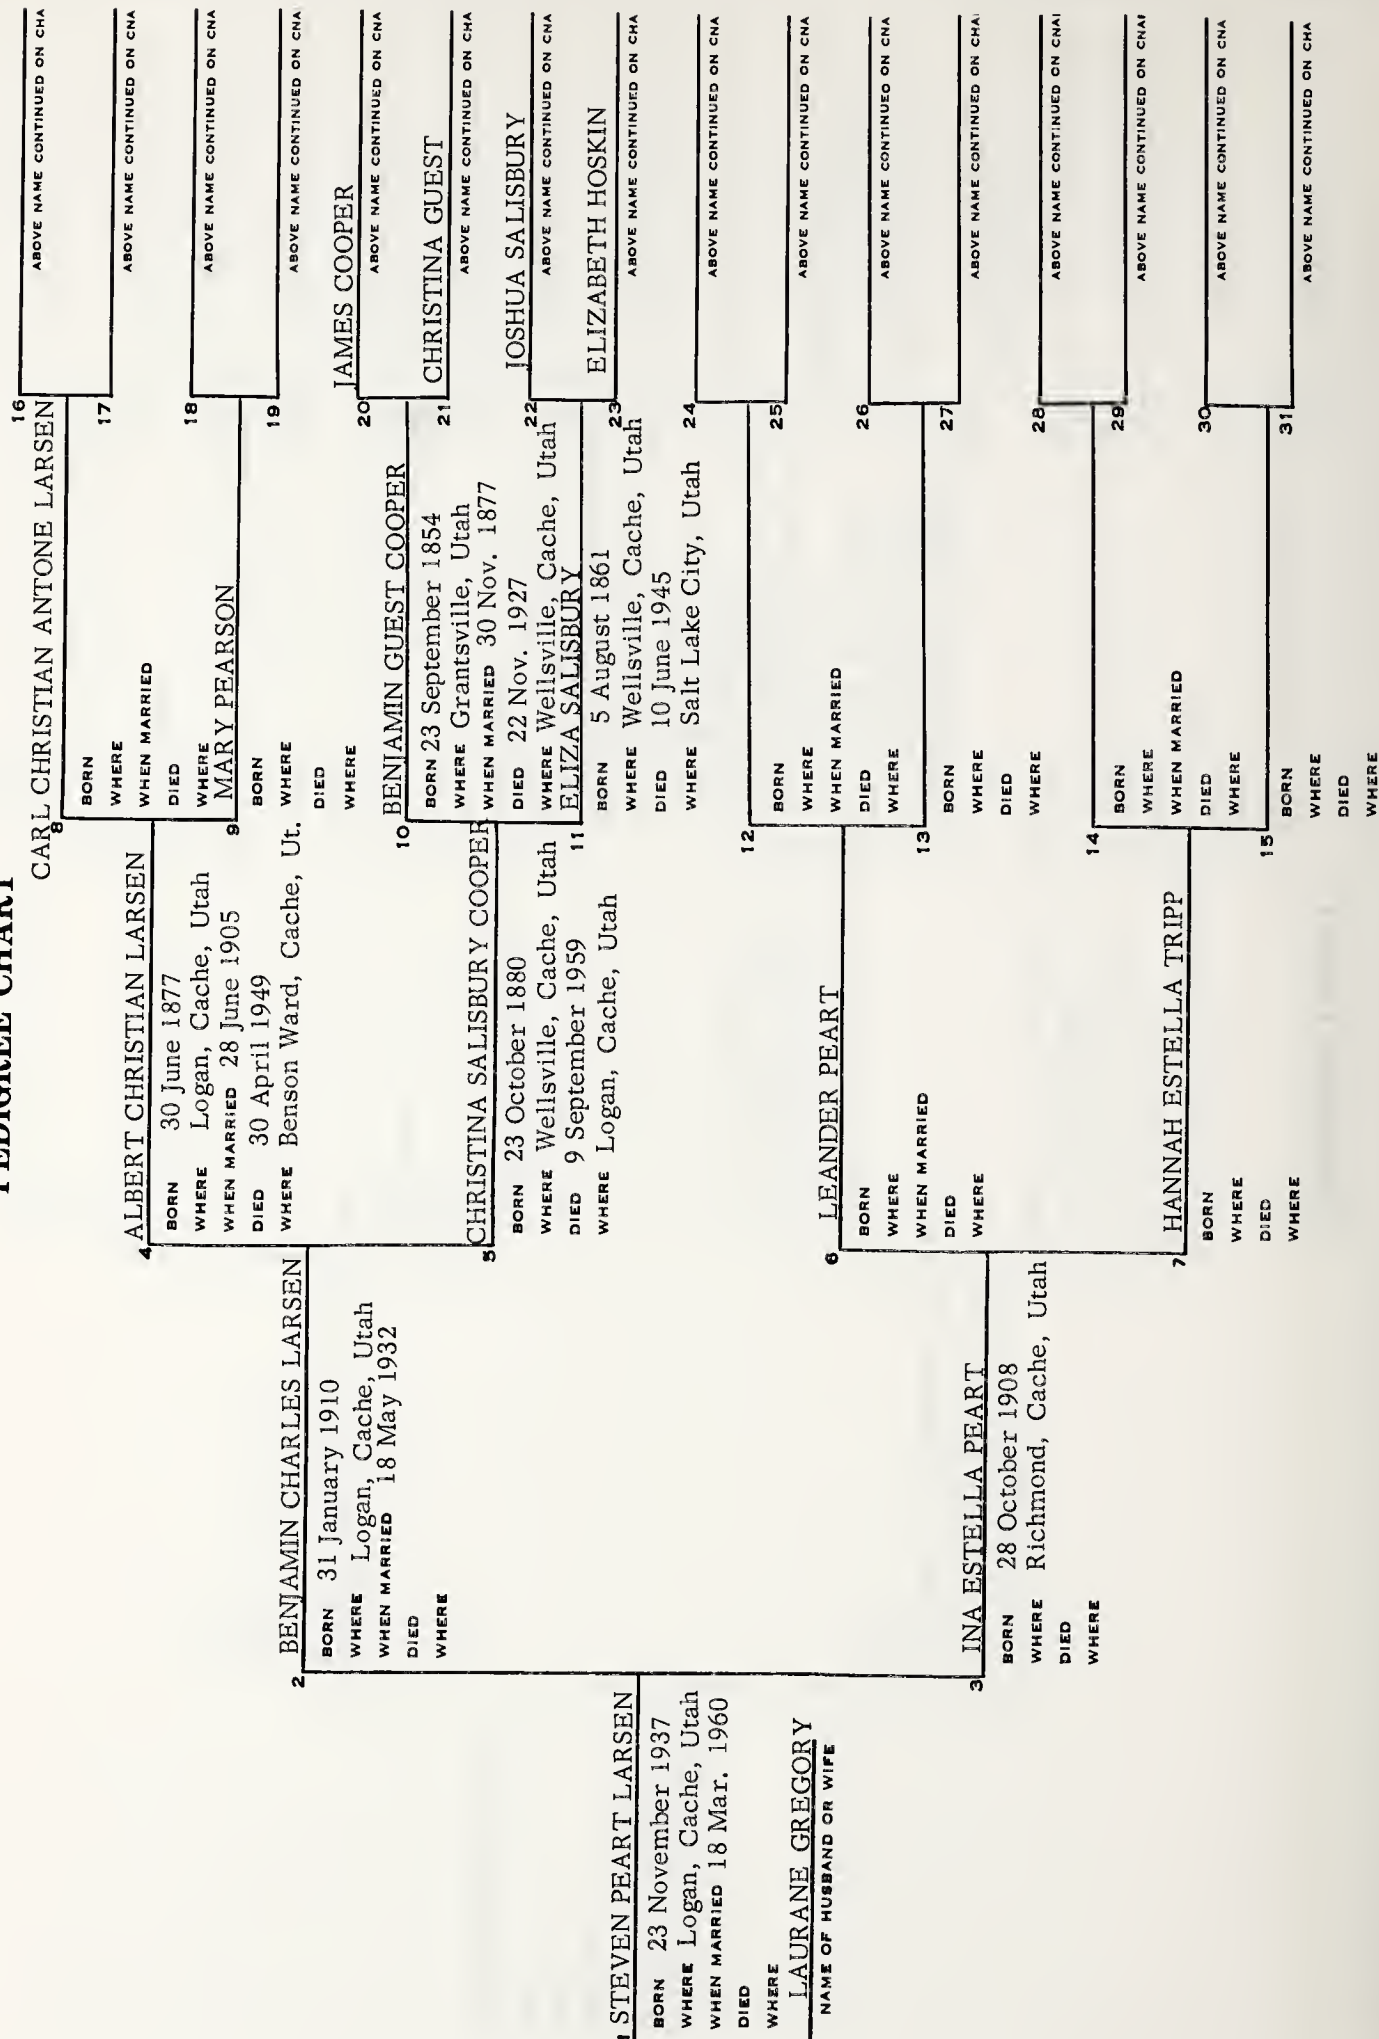 PEDIGREE CHART
STEVEN PEART LARSEN
BORN 23 November 1937
WHERE Logan, Cache, Utah
WHEN MARRIED 18 Mar. 1960
DIED
WHERE
LAURANE GREGORY
NAME OF HUSBAND OR WIFE
2
BENJAMIN CHARLES LARSEN
BORN 31 January 1910
WHERE Logan, Cache, Utah
WHEN MARRIED 18 May 1932
DIED
WHERE
3
INA ESTELLA PEART
BORN 28 October 1908
WHERE Richmond, Cache, Utah
DIED
WHERE
4
ALBERT CHRISTIAN LARSEN
BORN 30 June 1877
WHERE Logan, Cache, Utah
WHEN MARRIED 28 June 1905
DIED 30 April 1949
WHERE Benson Ward, Cache, Ut.
5
CHRISTINA SALISBURY COOPER
BORN 23 October 1880
WHERE Wellsville, Cache, Utah
DIED 9 September 1959
WHERE Logan, Cache, Utah
6
LEANDER PEART
BORN
WHERE
WHEN MARRIED
DIED
WHERE
7
HANNAH ESTELLA TRIPP
BORN
WHERE
DIED
WHERE
8
CARL CHRISTIAN ANTONE LARSEN
BORN
WHERE
WHEN MARRIED
DIED
WHERE
9
MARY PEARSON
BORN
WHERE
DIED
WHERE
10
BENJAMIN GUEST COOPER
BORN 23 September 1854
WHERE Grantsville, Utah
WHEN MARRIED 30 Nov. 1877
DIED 22 Nov. 1927
WHERE Wellsville, Cache, Utah
11
ELIZA SALISBURY
BORN 5 August 1861
WHERE Wellsville, Cache, Utah
DIED 10 June 1945
WHERE Salt Lake City, Utah
12
BORN
WHERE
WHEN MARRIED
DIED
WHERE
13
BORN
WHERE
DIED
WHERE
14
BORN
WHERE
WHEN MARRIED
DIED
WHERE
15
BORN
WHERE
DIED
WHERE
16
ABOVE NAME CONTINUED ON CHA
17
ABOVE NAME CONTINUED ON CHA
18
ABOVE NAME CONTINUED ON CHA
19
ABOVE NAME CONTINUED ON CHA
20
JAMES COOPER
ABOVE NAME CONTINUED ON CHA
21
CHRISTINA GUEST
ABOVE NAME CONTINUED ON CHA
22
JOSHUA SALISBURY
ABOVE NAME CONTINUED ON CHA
23
ELIZABETH HOSKIN
ABOVE NAME CONTINUED ON CHA
24
ABOVE NAME CONTINUED ON CHA
25
ABOVE NAME CONTINUED ON CHA
26
ABOVE NAME CONTINUED ON CHA
27
ABOVE NAME CONTINUED ON CHA
28
ABOVE NAME CONTINUED ON CHA
29
ABOVE NAME CONTINUED ON CHA
30
ABOVE NAME CONTINUED ON CHA
31
ABOVE NAME CONTINUED ON CHA